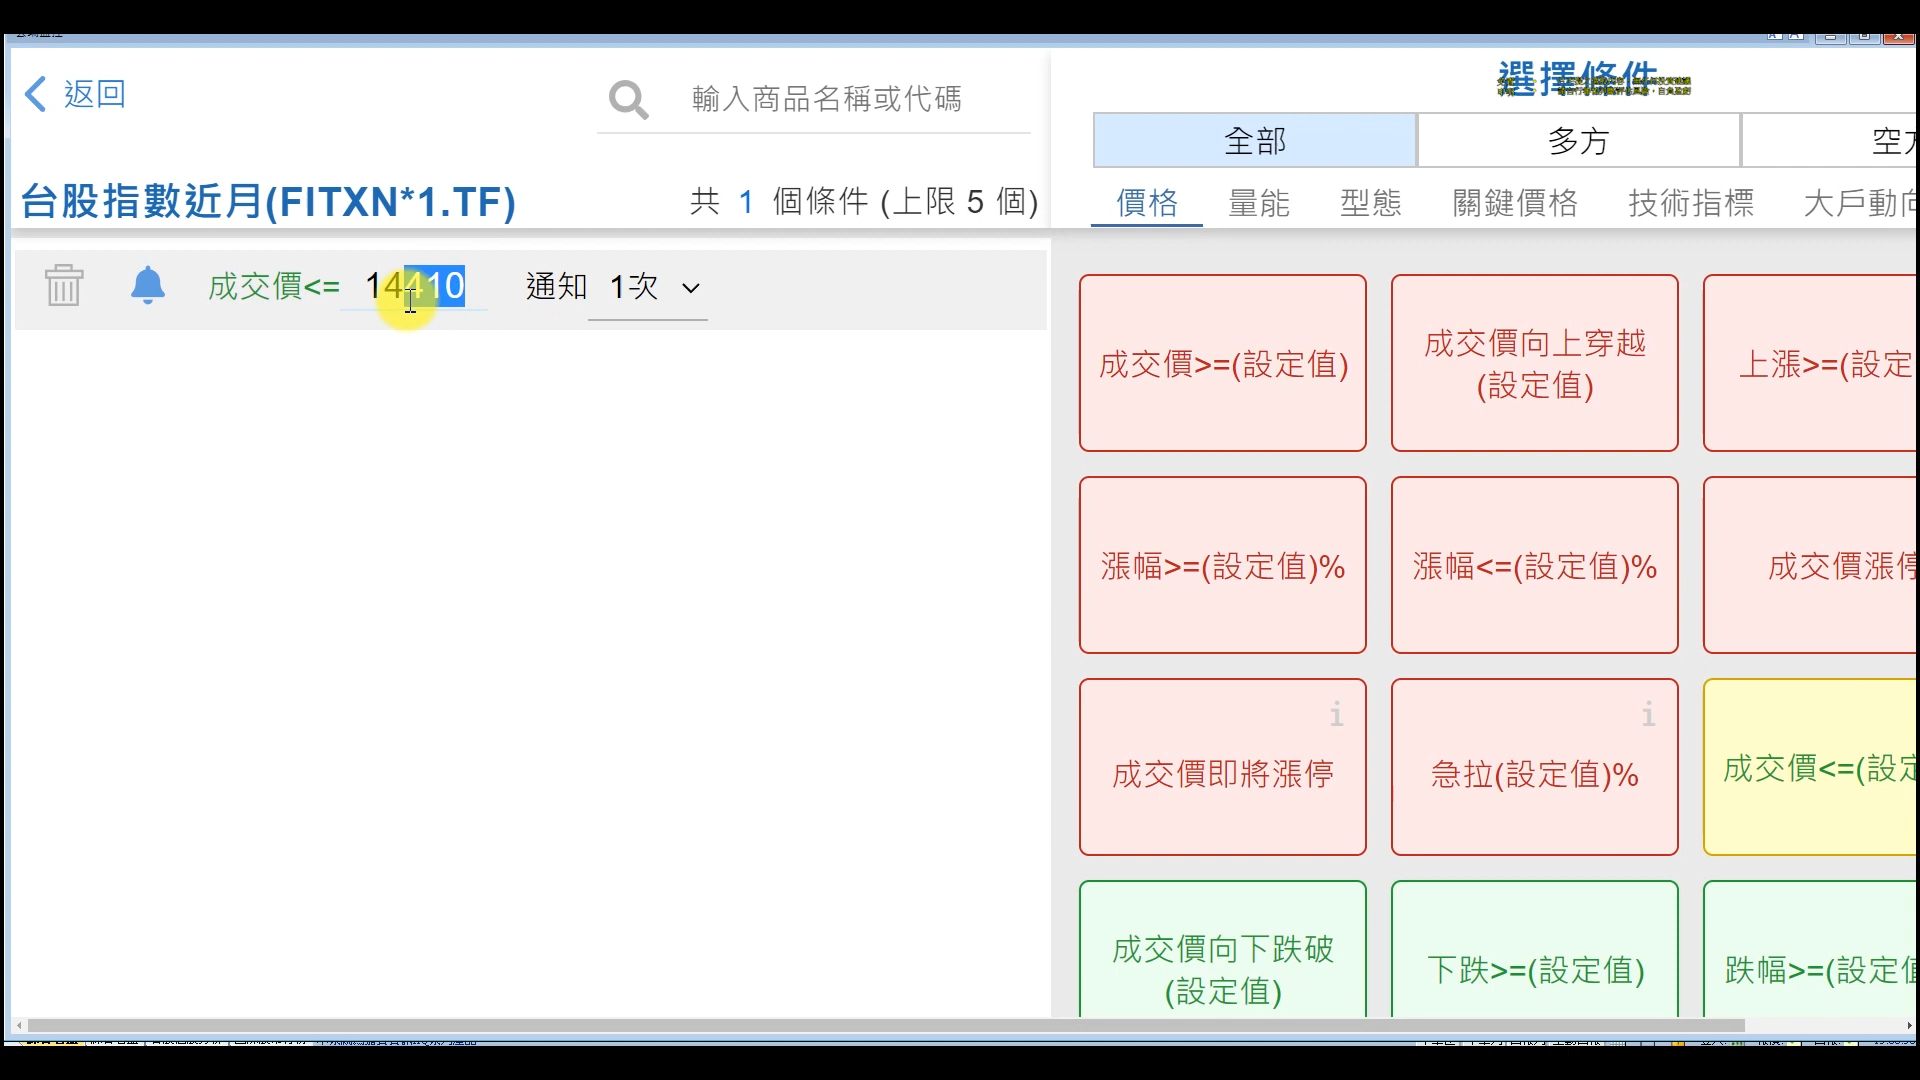 返回
輸入商品名稱或代碼
台股指數近月(FITXN*1.TF)
共 1 個條件 (上限 5 個)
成交價<= 14410 通知 1次
選擇條件
全部 多方
價格 量能 型態 關鍵價格 技術指標 大戶動向
成交價>=(設定值)
成交價向上穿越
(設定值)
上漲>=(設定
漲幅>=(設定值)%
漲幅<=(設定值)%
成交價漲停
i
成交價即將漲停
i
急拉(設定值)%
成交價<=(設定
成交價向下跌破
(設定值)
下跌>=(設定值)
跌幅>=(設定值